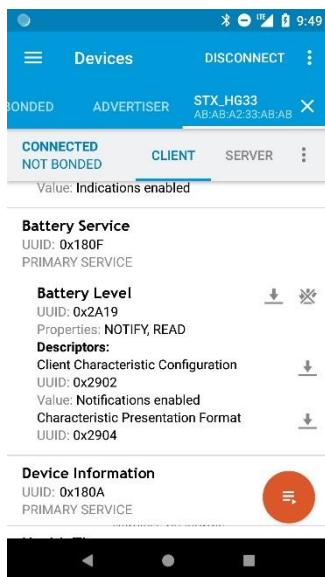 LTE 9:49
Devices DISCONNECT
BONDED ADVERTISER STX_HG33
AB:AB:A2:33:AB:AB
CONNECTED CLIENT SERVER
NOT BONDED
Value: Indications enabled
Battery Service
UUID: 0x180F
PRIMARY SERVICE
Battery Level
UUID: 0x2A19
Properties: NOTIFY, READ
Descriptors:
Client Characteristic Configuration
UUID: 0x2902
Value: Notifications enabled
Characteristic Presentation Format
UUID: 0x2904
Device Information
UUID: 0x180A
PRIMARY SERVICE